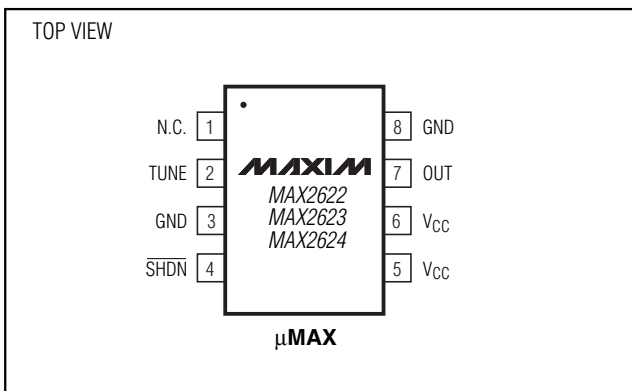 TOP VIEW
N.C. 1
TUNE 2
GND 3
SHDN 4
MAXIM
MAX2622
MAX2623
MAX2624
8 GND
7 OUT
6 VCC
5 VCC
µMAX